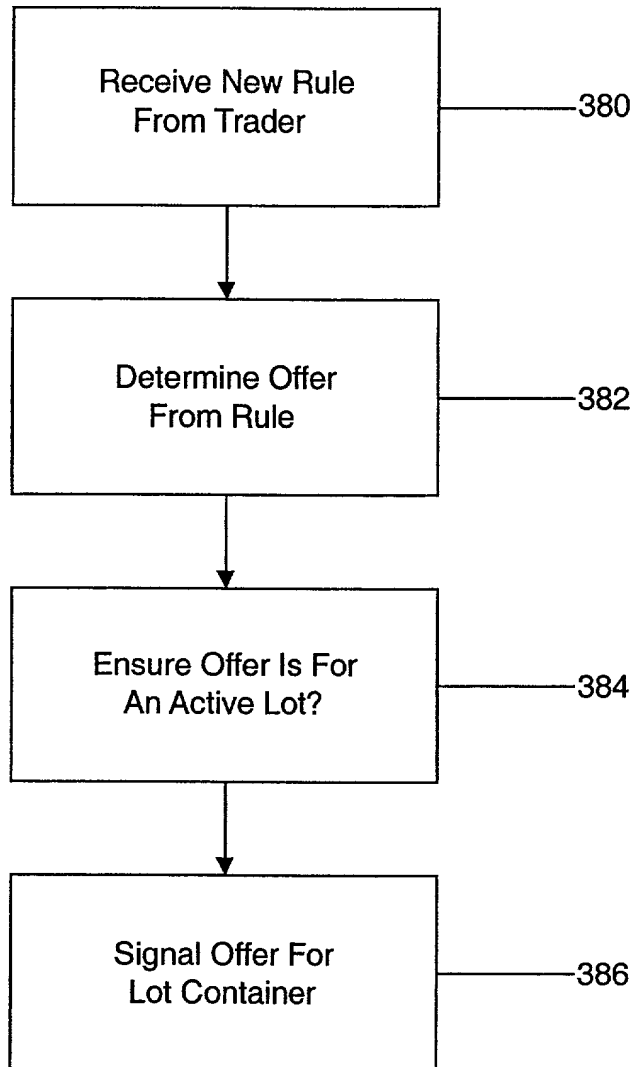 Receive New Rule
From Trader
380
Determine Offer
From Rule
382
Ensure Offer Is For
An Active Lot?
384
Signal Offer For
Lot Container
386